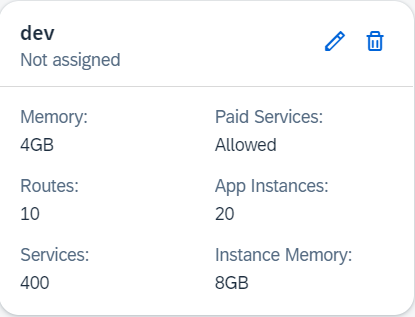 dev
Not assigned
Memory:
4GB
Paid Services:
Allowed
Routes:
10
App Instances:
20
Services:
400
Instance Memory:
8GB